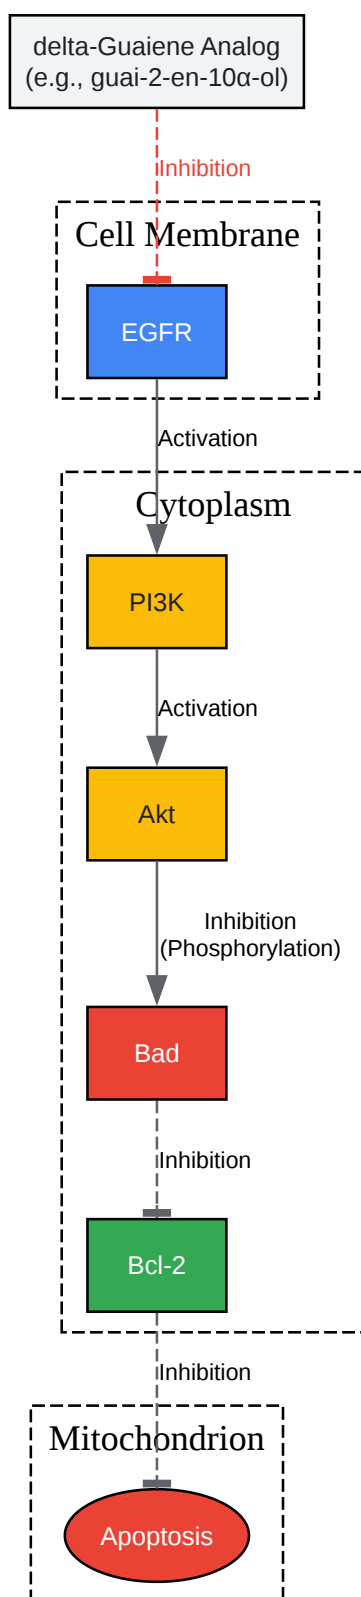 delta-Guaiene Analog
(e.g., guai-2-en-10α-ol)
Inhibition
Cell Membrane
EGFR
Activation
Cytoplasm
PI3K
Activation
Akt
Inhibition
(Phosphorylation)
Bad
Inhibition
Bcl-2
Inhibition
Mitochondrion
Apoptosis